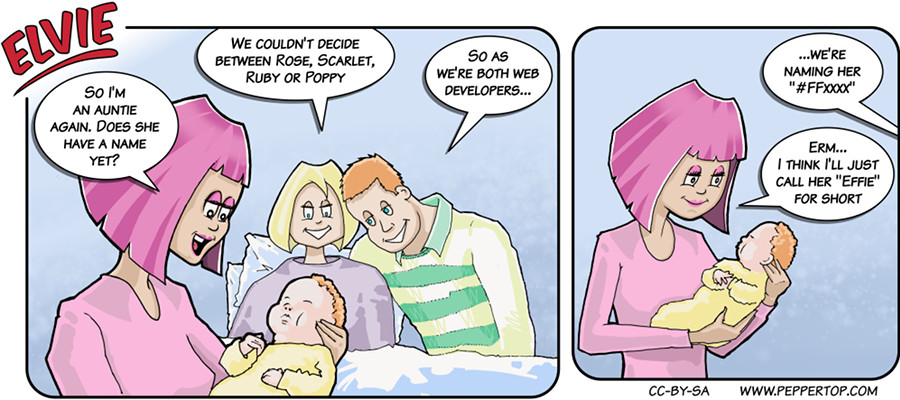 ELVIE
So I'm
an auntie
again. Does she
have a name
yet?
We couldn't decide
between Rose, Scarlet,
Ruby or Poppy
So as
we're both web
developers...
...we're
naming her
"#FFxxxx"
Erm...
I think I'll just
call her "Effie"
for short
CC-BY-SA
www.peppertop.com